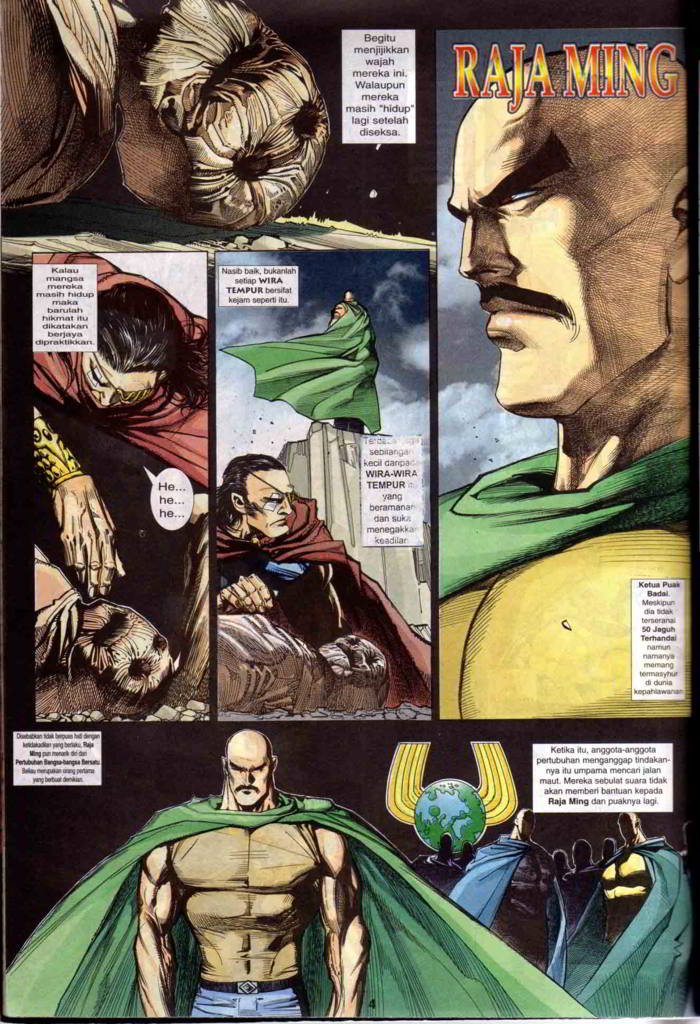 Begitu
menjijikkan
wajah
mereka ini.
Walaupun
mereka
masih "hidup"
lagi setelah
diseksa.
RAJA MING
Kalau
mangsa
mereka
masih hidup
maka
barulah
hikmat itu
dikatakan
berjaya
dipraktikkan.
He...
he...
he...
Nasib baik, bukanlah
setiap WIRA
TEMPUR bersifat
kejam seperti itu.
sebilangan
kecil daripada
WIRA-WIRA
TEMPUR itu
yang
beramanah
dan suka
menegakkan
keadilan.
Ketua Puak
Badai.
Meskipun
dia tidak
tersenarai
50 Jaguh
Terhandal
namun
namanya
memang
termasyhur
di dunia
kepahlawanan.
Disebabkan tidak berpuas hati dengan
ketidakadilan yang berlaku, Raja
Ming pun menarik diri dari
Pertubuhan Bangsa-bangsa Bersatu.
Beliau merupakan orang pertama
yang berbuat demikian.
Ketika itu, anggota-anggota
pertubuhan menganggap tindakan-
nya itu umpama mencari jalan
maut. Mereka sebulat suara tidak
akan memberi bantuan kepada
Raja Ming dan puaknya lagi.
4